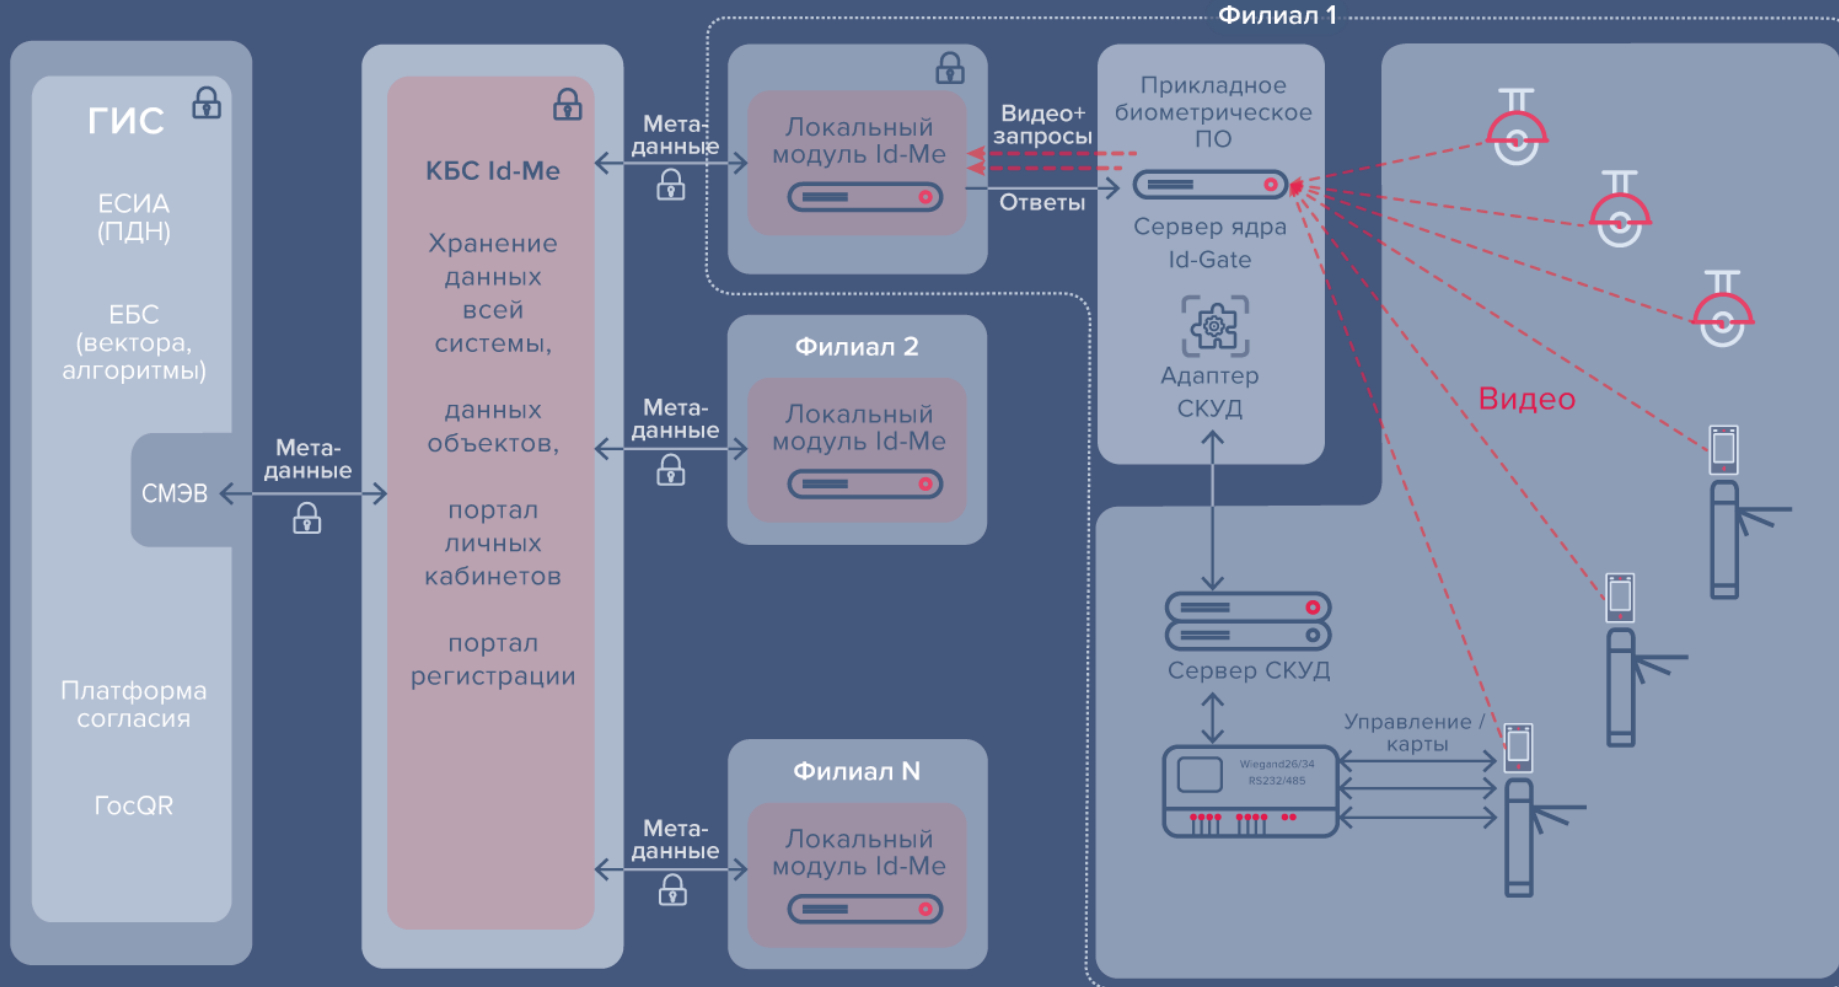 Филиал 1
ГИС
ЕСИА
(ПДН)
ЕБС
(вектора,
алгоритмы)
СМЭВ
Платформа
согласия
ГосQR
Мета-
данные
КБС Id-Me
Хранение
данных
всей
системы,
данных
объектов,
портал
личных
кабинетов
портал
регистрации
Мета-
данные
Локальный
модуль Id-Me
Мета-
данные
Филиал 2
Локальный
модуль Id-Me
Мета-
данные
Филиал N
Локальный
модуль Id-Me
Видео+
запросы
Ответы
Прикладное
биометрическое
ПО
Сервер ядра
Id-Gate
Адаптер
СКУД
Видео
Сервер СКУД
Управление /
карты
Wiegand26/34
RS232/485